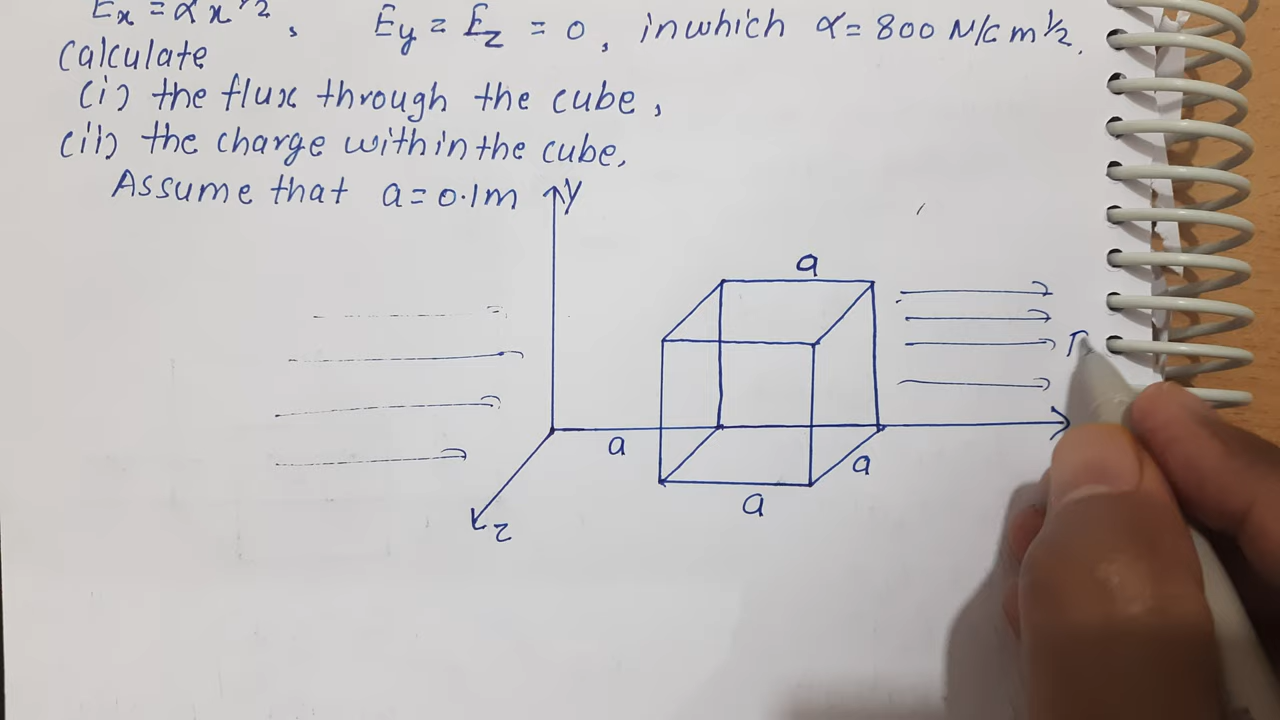 Ex = αx^1/2, Ey = Ez = 0, in which α = 800 N/c m^1/2.
Calculate
(i) the flux through the cube,
(ii) the charge within the cube.
Assume that a = 0.1m
y
a
a
a
a
z